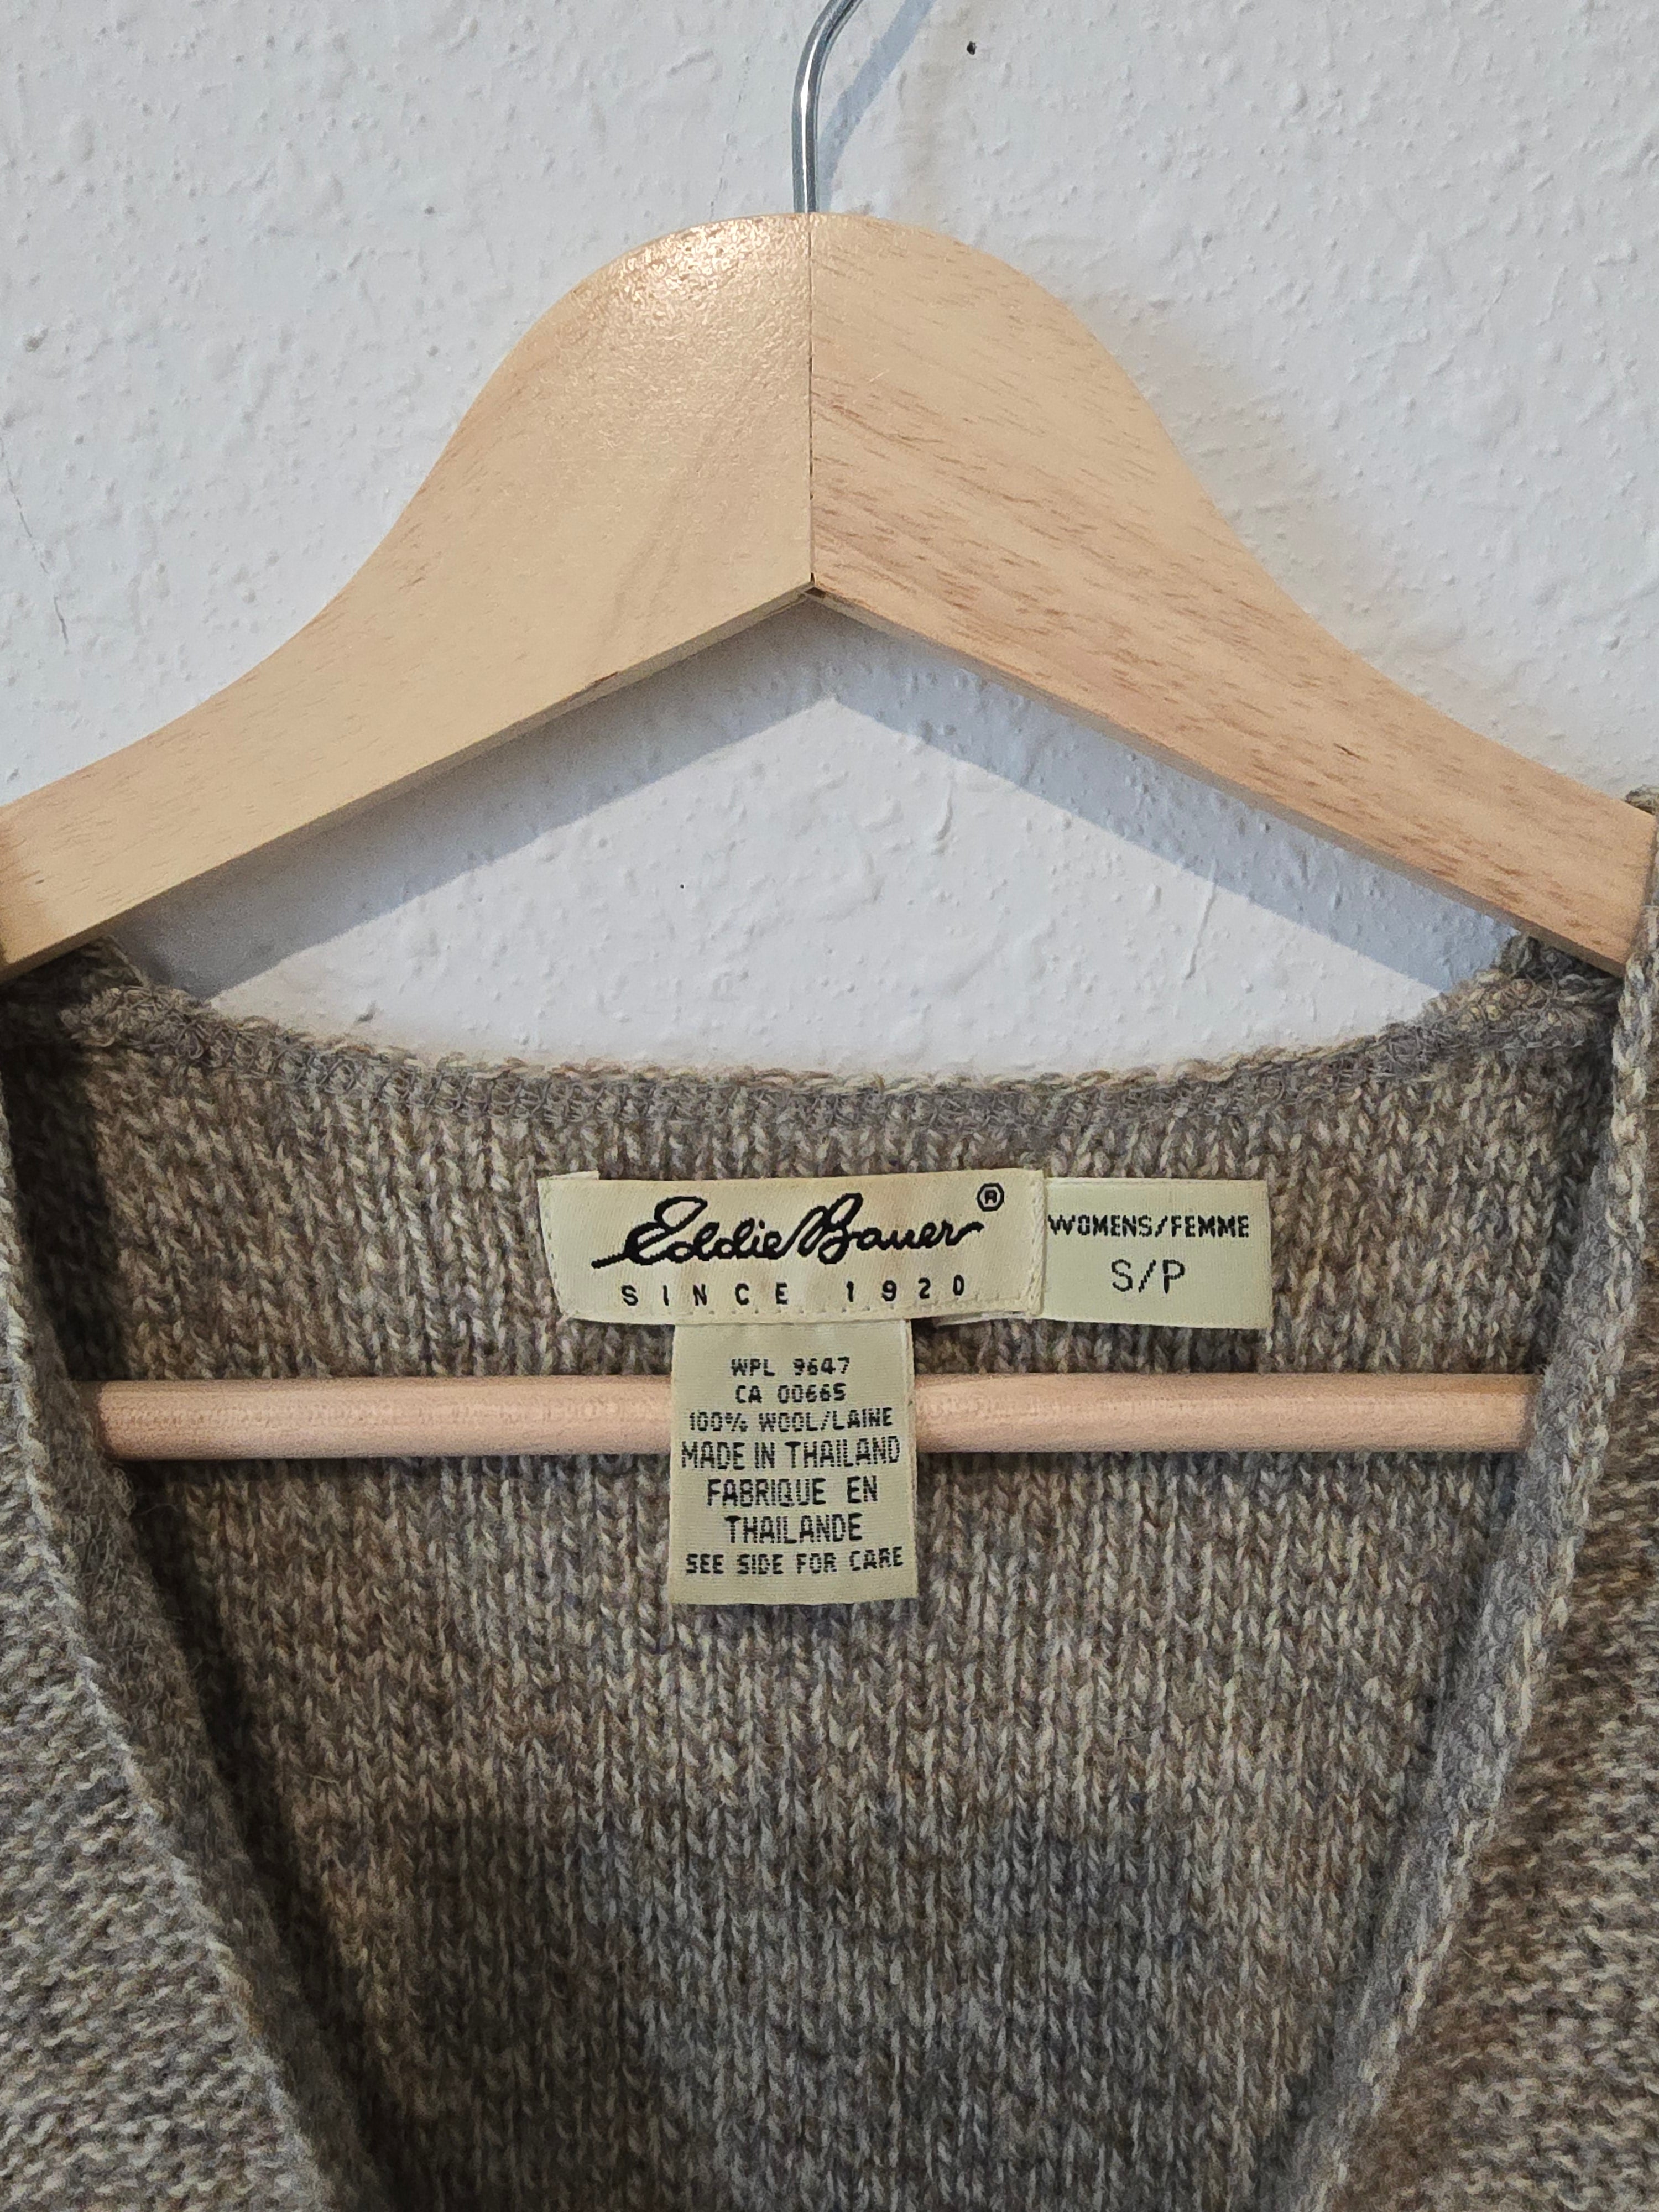 Eddie Bauer ®
SINCE 1920
WOMENS/FEMME
S/P
WPL 9647
CA 00665
100% WOOL/LAINE
MADE IN THAILAND
FABRIQUE EN
THAILANDE
SEE SIDE FOR CARE